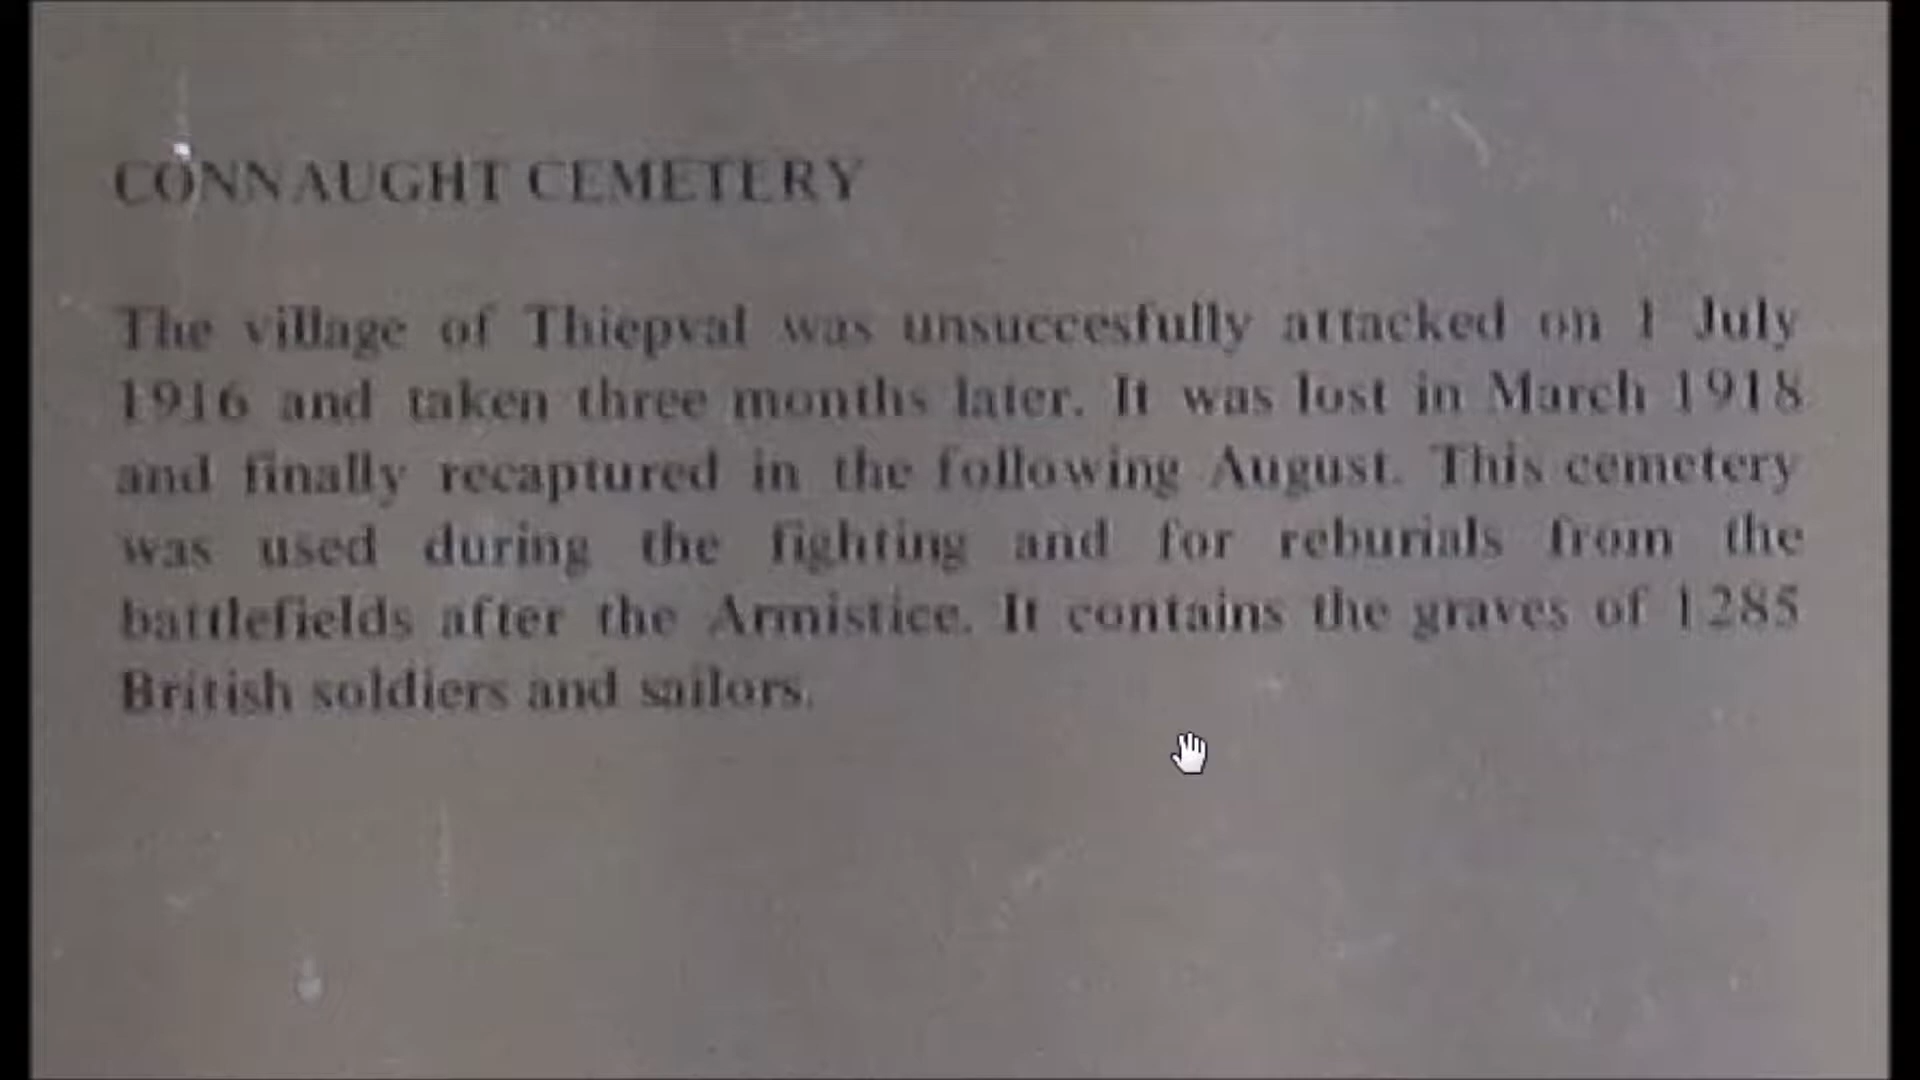 CONNAUGHT CEMETERY
The village of Thiepval was unsuccesfully attacked on 1 July
1916 and taken three months later. It was lost in March 1918
and finally recaptured in the following August. This cemetery
was used during the fighting and for reburials from the
battlefields after the Armistice. It contains the graves of 1285
British soldiers and sailors.